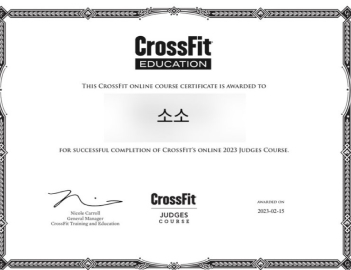 CrossFit
EDUCATION
THIS CROSSFIT ONLINE COURSE CERTIFICATE IS AWARDED TO
소소
FOR SUCCESSFUL COMPLETION OF CROSSFIT'S ONLINE 2023 JUDGES COURSE.
Nicole Carroll
General Manager
CrossFit Training and Education
CrossFit
JUDGES
COURSE
AWARDED ON
2023-02-15